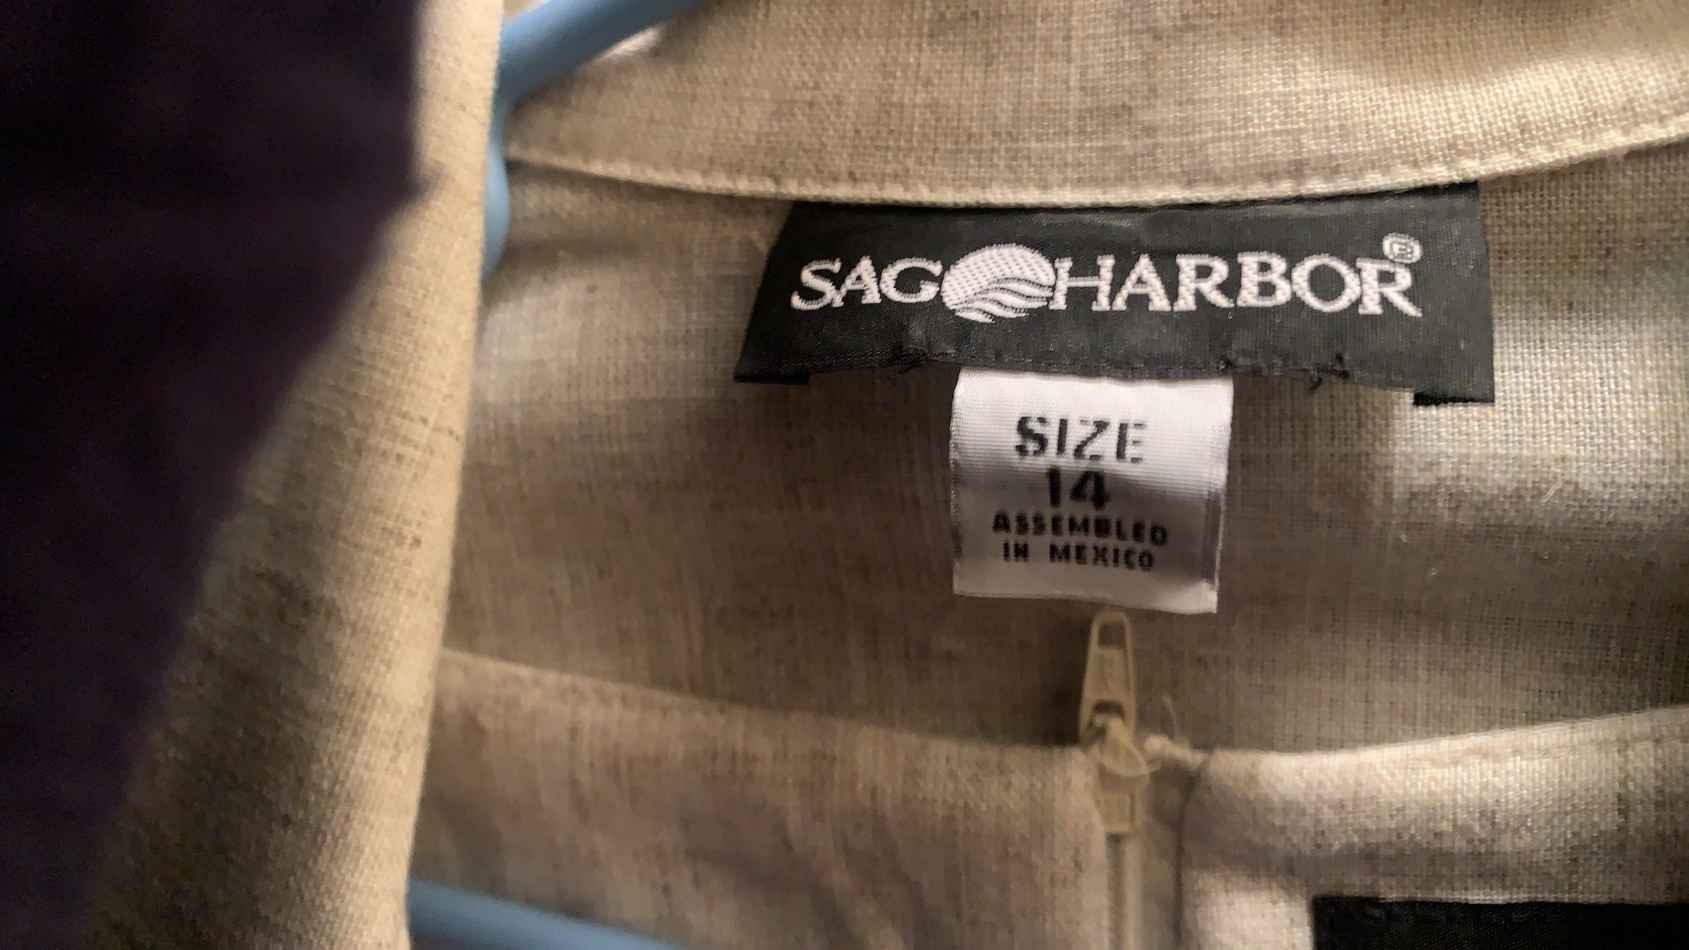 SAG HARBOR®
SIZE
14
ASSEMBLED
IN MEXICO